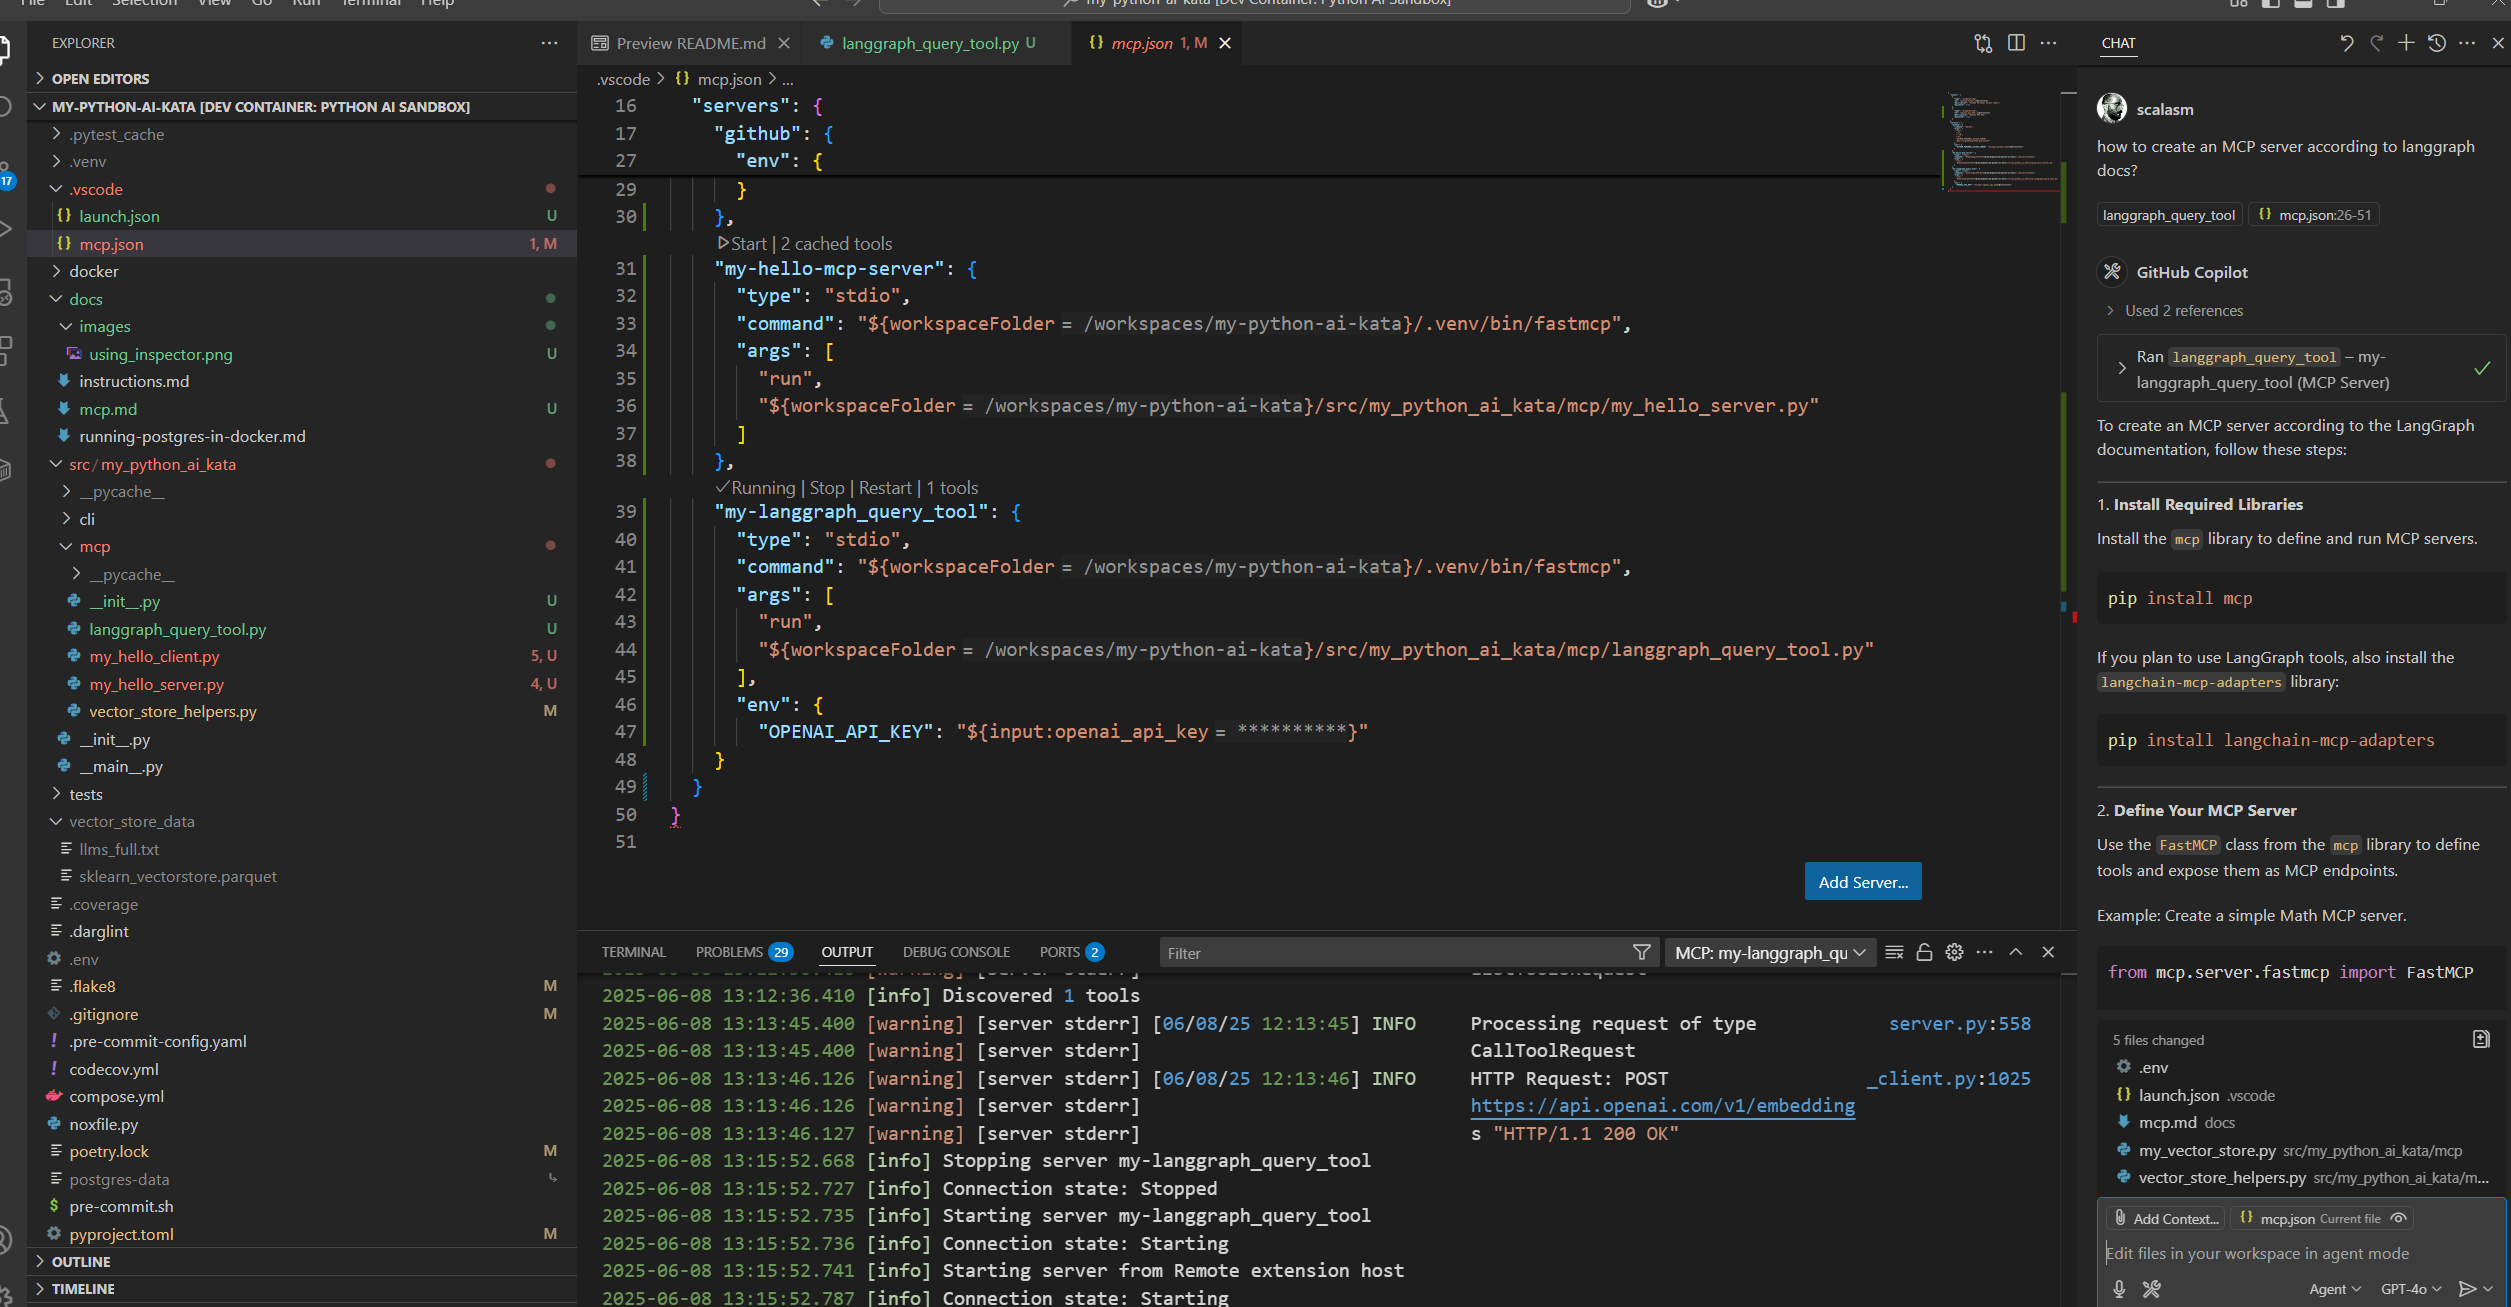 File Edit Selection View Go Run Terminal Help
my-python-ai-kata [Dev Container: Python AI Sandbox]
EXPLORER
OPEN EDITORS
MY-PYTHON-AI-KATA [DEV CONTAINER: PYTHON AI SANDBOX]
.pytest_cache
.venv
17
.vscode
launch.json U
mcp.json 1, M
docker
docs
images
using_inspector.png U
instructions.md
mcp.md U
running-postgres-in-docker.md
src/my_python_ai_kata
__pycache__
cli
mcp
__pycache__
__init__.py U
langgraph_query_tool.py U
my_hello_client.py 5, U
my_hello_server.py 4, U
vector_store_helpers.py M
__init__.py
__main__.py
tests
vector_store_data
llms_full.txt
sklearn_vectorstore.parquet
.coverage
.darglint
.env
.flake8 M
.gitignore M
.pre-commit-config.yaml
codecov.yml
compose.yml
noxfile.py
poetry.lock M
postgres-data
pre-commit.sh
pyproject.toml M
OUTLINE
TIMELINE
Preview README.md
langgraph_query_tool.py U
{} mcp.json 1, M
.vscode > {} mcp.json > ...
16 "servers": {
17 "github": {
27 "env": {
29 }
30 },
Start | 2 cached tools
31 "my-hello-mcp-server": {
32 "type": "stdio",
33 "command": "${workspaceFolder = /workspaces/my-python-ai-kata}/.venv/bin/fastmcp",
34 "args": [
35 "run",
36 "${workspaceFolder = /workspaces/my-python-ai-kata}/src/my_python_ai_kata/mcp/my_hello_server.py"
37 ]
38 },
Running | Stop | Restart | 1 tools
39 "my-langgraph_query_tool": {
40 "type": "stdio",
41 "command": "${workspaceFolder = /workspaces/my-python-ai-kata}/.venv/bin/fastmcp",
42 "args": [
43 "run",
44 "${workspaceFolder = /workspaces/my-python-ai-kata}/src/my_python_ai_kata/mcp/langgraph_query_tool.py"
45 ],
46 "env": {
47 "OPENAI_API_KEY": "${input:openai_api_key = **********}"
48 }
49 }
50 }
51
Add Server...
TERMINAL PROBLEMS 29 OUTPUT DEBUG CONSOLE PORTS 2
Filter
MCP: my-langgraph_qu
2025-06-08 13:12:36.410 [info] Discovered 1 tools
2025-06-08 13:13:45.400 [warning] [server stderr] [06/08/25 12:13:45] INFO Processing request of type server.py:558
2025-06-08 13:13:45.400 [warning] [server stderr] CallToolRequest
2025-06-08 13:13:46.126 [warning] [server stderr] [06/08/25 12:13:46] INFO HTTP Request: POST _client.py:1025
2025-06-08 13:13:46.126 [warning] [server stderr] https://api.openai.com/v1/embedding
2025-06-08 13:13:46.127 [warning] [server stderr] s "HTTP/1.1 200 OK"
2025-06-08 13:15:52.668 [info] Stopping server my-langgraph_query_tool
2025-06-08 13:15:52.727 [info] Connection state: Stopped
2025-06-08 13:15:52.735 [info] Starting server my-langgraph_query_tool
2025-06-08 13:15:52.736 [info] Connection state: Starting
2025-06-08 13:15:52.741 [info] Starting server from Remote extension host
2025-06-08 13:15:52.787 [info] Connection state: Starting
CHAT
scalasm
how to create an MCP server according to langgraph
docs?
langgraph_query_tool {} mcp.json:26-51
GitHub Copilot
Used 2 references
Ran langgraph_query_tool – my-
langgraph_query_tool (MCP Server)
To create an MCP server according to the LangGraph
documentation, follow these steps:
1. Install Required Libraries
Install the mcp library to define and run MCP servers.
pip install mcp
If you plan to use LangGraph tools, also install the
langchain-mcp-adapters library:
pip install langchain-mcp-adapters
2. Define Your MCP Server
Use the FastMCP class from the mcp library to define
tools and expose them as MCP endpoints.
Example: Create a simple Math MCP server.
from mcp.server.fastmcp import FastMCP
5 files changed
.env
launch.json .vscode
mcp.md docs
my_vector_store.py src/my_python_ai_kata/mcp
vector_store_helpers.py src/my_python_ai_kata/m...
Add Context... {} mcp.json Current file
Edit files in your workspace in agent mode
Agent GPT-4o